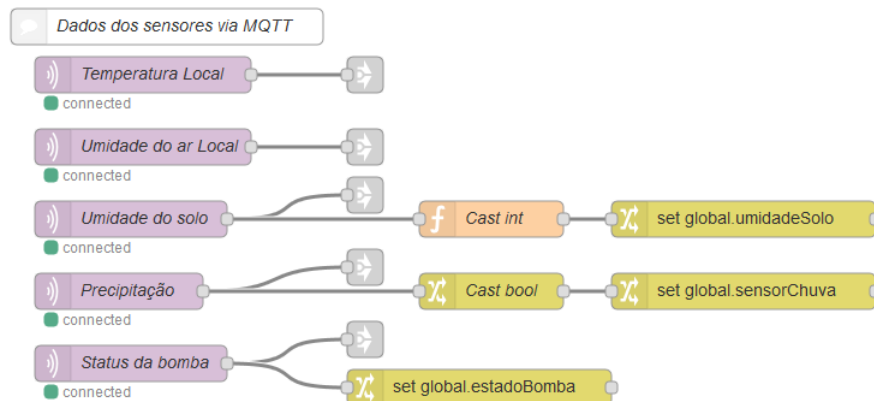 Dados dos sensores via MQTT
Temperatura Local
connected
Umidade do ar Local
connected
Umidade do solo
Cast int
set global.umidadeSolo
connected
Precipitação
Cast bool
set global.sensorChuva
connected
Status da bomba
set global.estadoBomba
connected